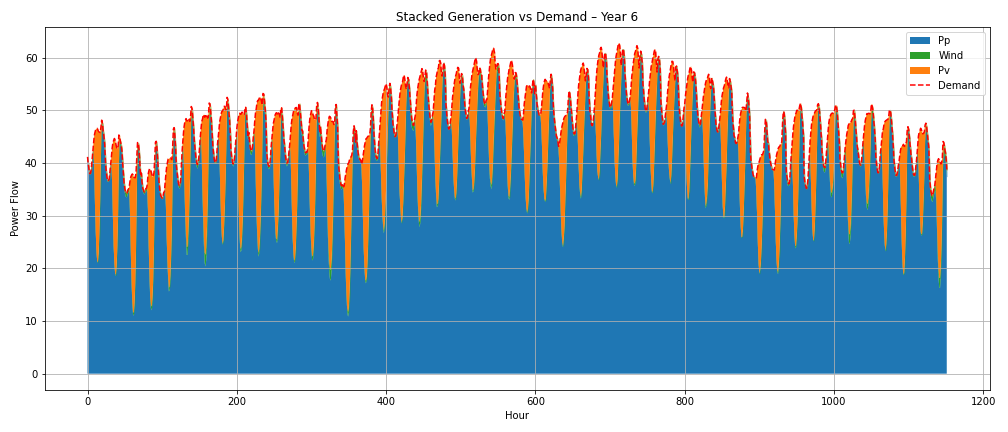 Stacked Generation vs Demand – Year 6
Pp
Wind
Pv
Demand
Power Flow
60
50
40
30
20
10
0
0 200 400 600 800 1000 1200
Hour